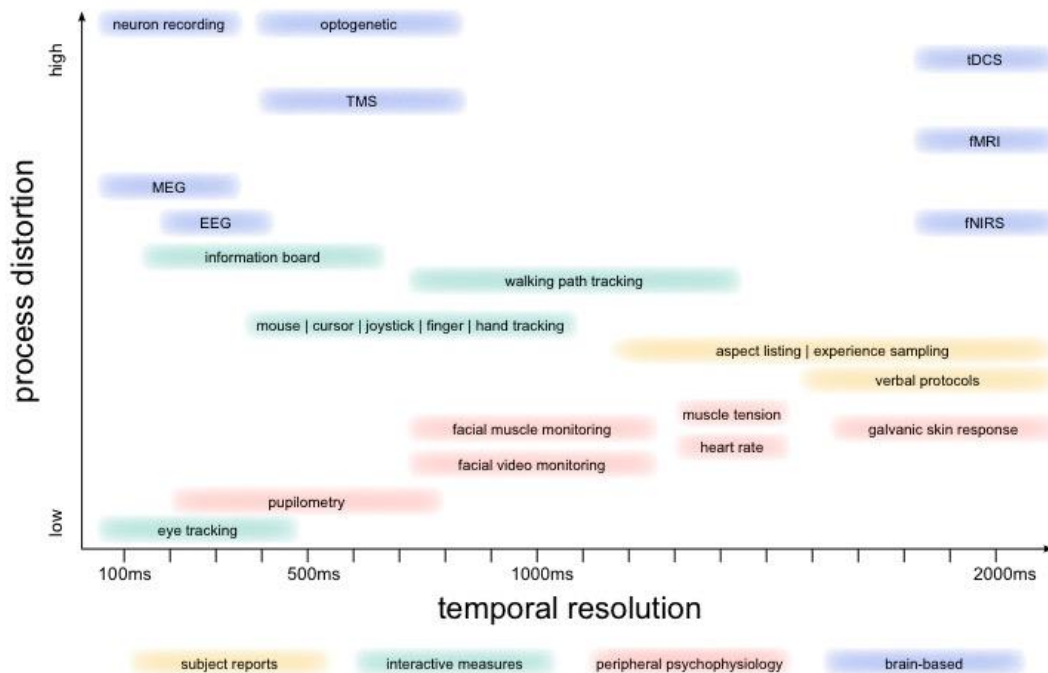 neuron recording
optogenetic
high
tDCS
TMS
fMRI
MEG
EEG
fNIRS
information board
walking path tracking
mouse | cursor | joystick | finger | hand tracking
aspect listing | experience sampling
verbal protocols
process distortion
muscle tension
facial muscle monitoring
galvanic skin response
heart rate
facial video monitoring
pupilometry
low
eye tracking
100ms
500ms
1000ms
2000ms
temporal resolution
subject reports
interactive measures
peripheral psychophysiology
brain-based